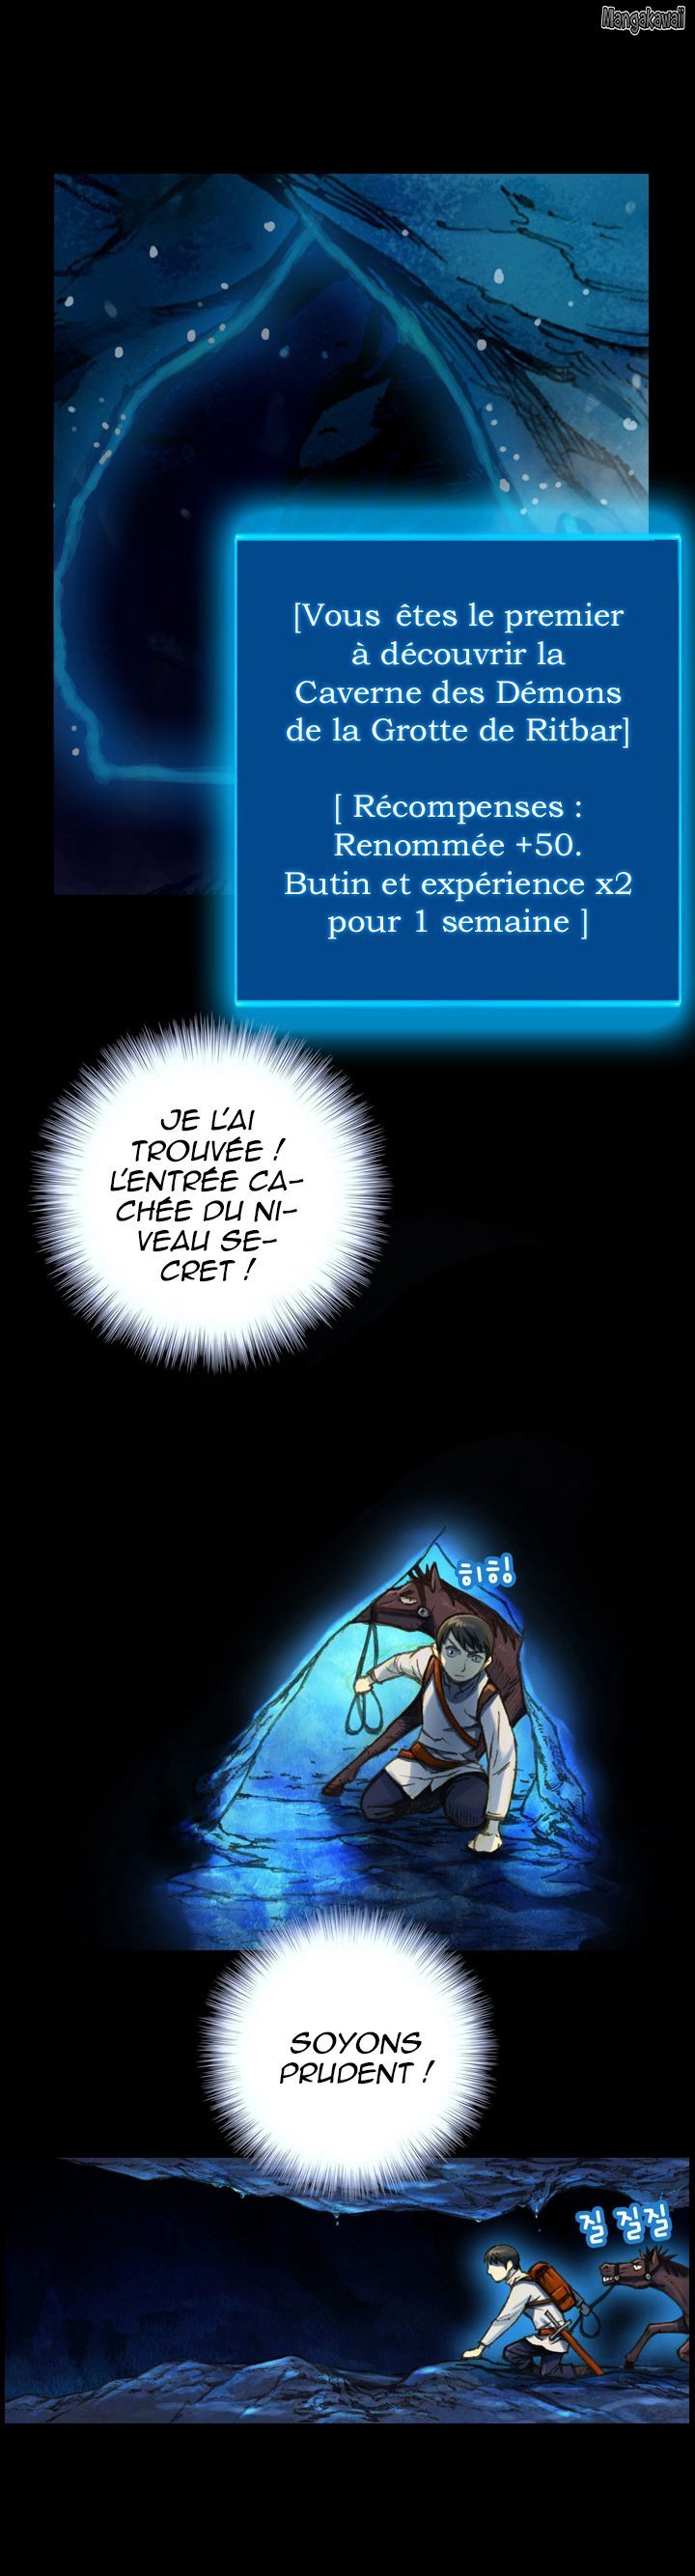 Mangakawaii
[Vous êtes le premier
à découvrir la
Caverne des Démons
de la Grotte de Ritbar]
[ Récompenses :
Renommée +50.
Butin et expérience x2
pour 1 semaine ]
JE L'AI
TROUVÉE !
L'ENTRÉE CA-
CHÉE DU NI-
VEAU SE-
CRET !
히힝!
SOYONS
PRUDENT !
질 질질